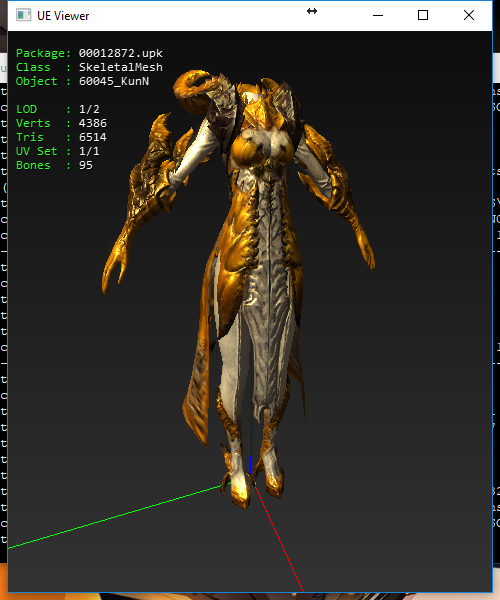 UE Viewer
Package: 00012872.upk
Class : SkeletalMesh
Object : 60045_KunN
LOD : 1/2
Verts : 4386
Tris : 6514
UV Set : 1/1
Bones : 95